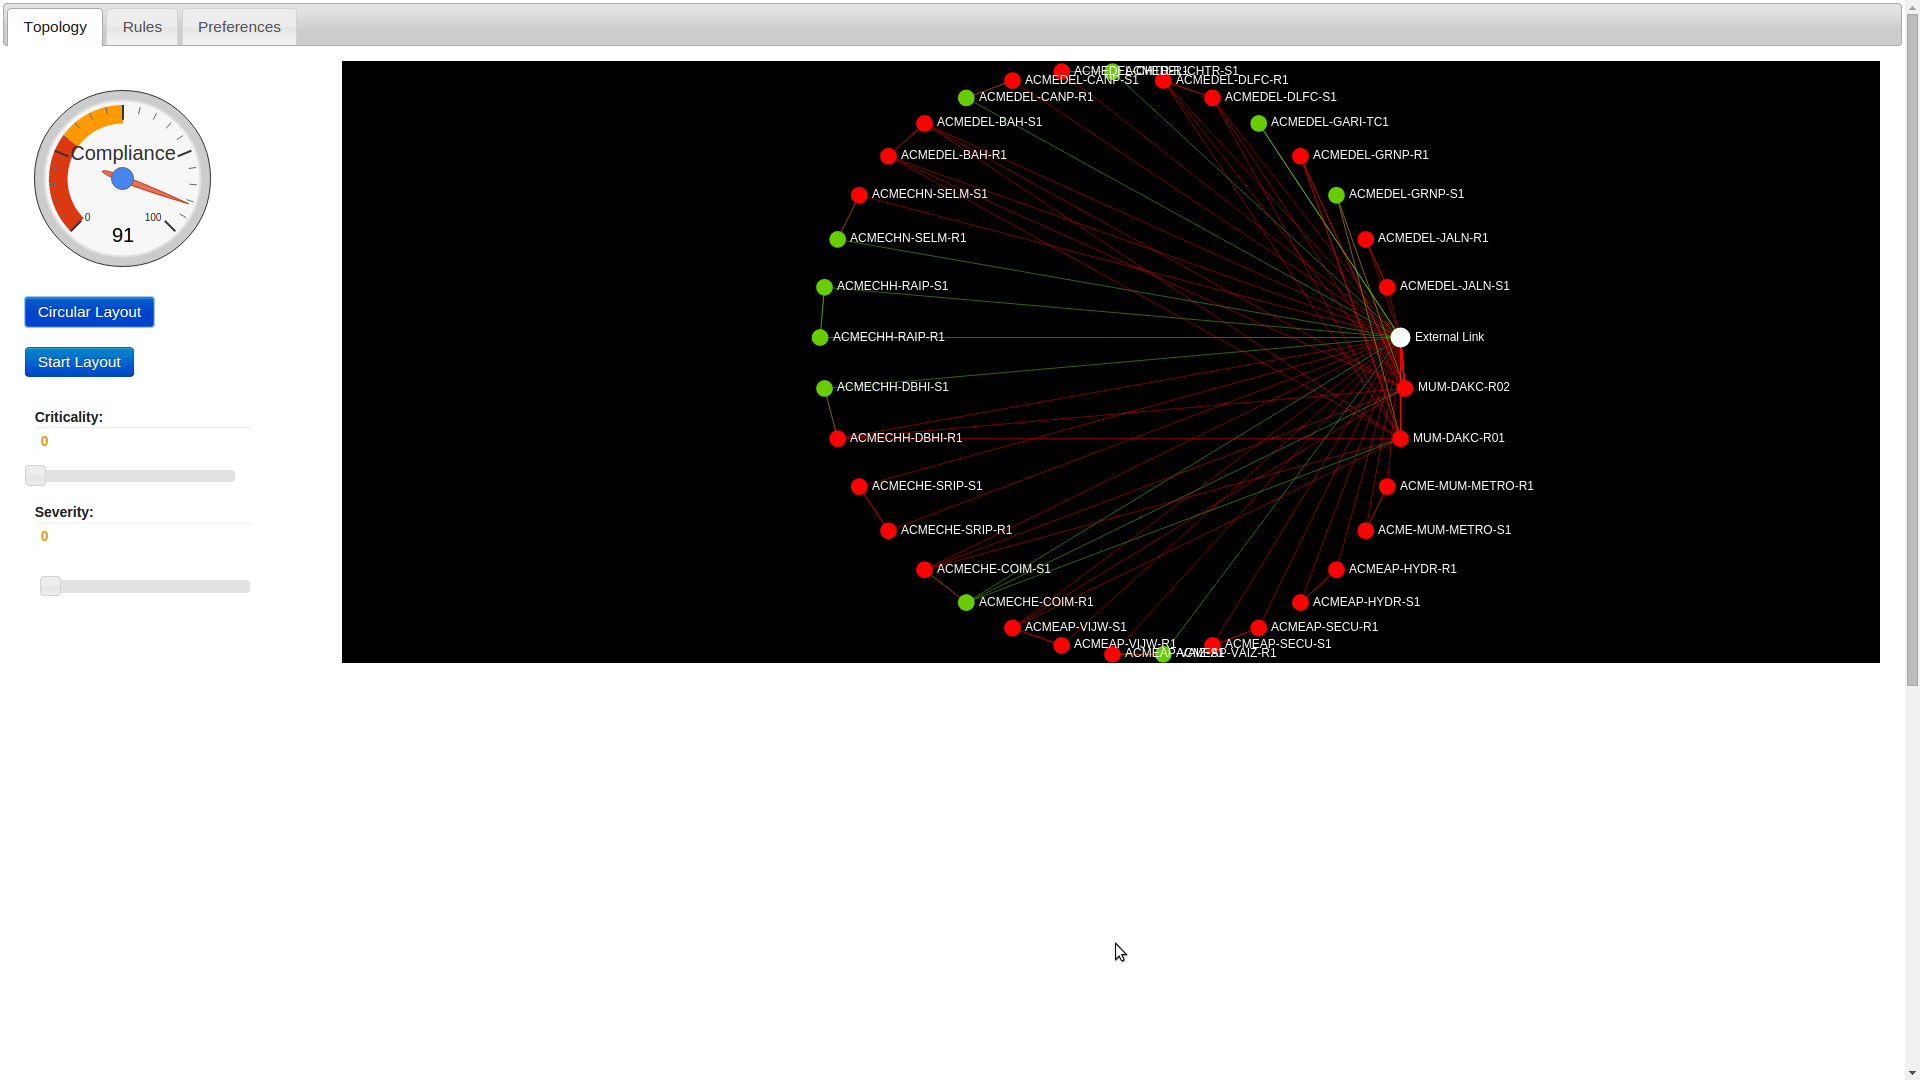 Topology
Rules
Preferences
Compliance
0
100
91
Circular Layout
Start Layout
Criticality:
0
Severity:
0
ACMEDEL-CHTR-S1
ACMEDEL-CANP-S1
ACMEDEL-DLFC-R1
ACMEDEL-CANP-R1
ACMEDEL-DLFC-S1
ACMEDEL-BAH-S1
ACMEDEL-GARI-TC1
ACMEDEL-BAH-R1
ACMEDEL-GRNP-R1
ACMECHN-SELM-S1
ACMEDEL-GRNP-S1
ACMECHN-SELM-R1
ACMEDEL-JALN-R1
ACMECHH-RAIP-S1
ACMEDEL-JALN-S1
ACMECHH-RAIP-R1
External Link
ACMECHH-DBHI-S1
MUM-DAKC-R02
ACMECHH-DBHI-R1
MUM-DAKC-R01
ACMECHE-SRIP-S1
ACME-MUM-METRO-R1
ACMECHE-SRIP-R1
ACME-MUM-METRO-S1
ACMECHE-COIM-S1
ACMEAP-HYDR-R1
ACMECHE-COIM-R1
ACMEAP-HYDR-S1
ACMEAP-VIJW-S1
ACMEAP-SECU-R1
ACMEAP-VIJW-R1
ACMEAP-SECU-S1
ACMEAP-VAIZ-R1